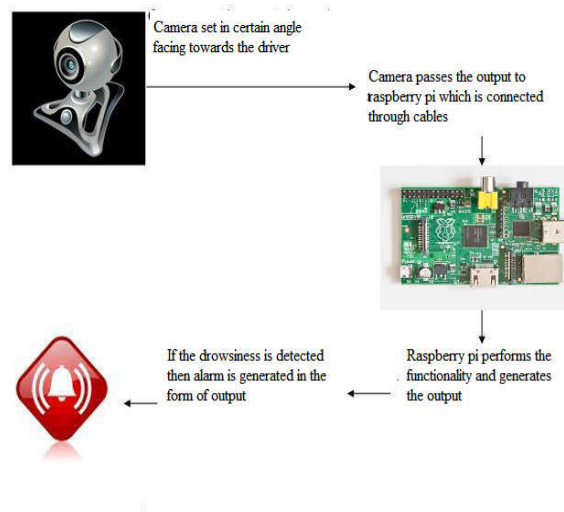 Camera set in certain angle
facing towards the driver
Camera passes the output to
raspberry pi which is connected
through cables
Raspberry pi performs the
functionality and generates
the output
If the drowsiness is detected
then alarm is generated in the
form of output